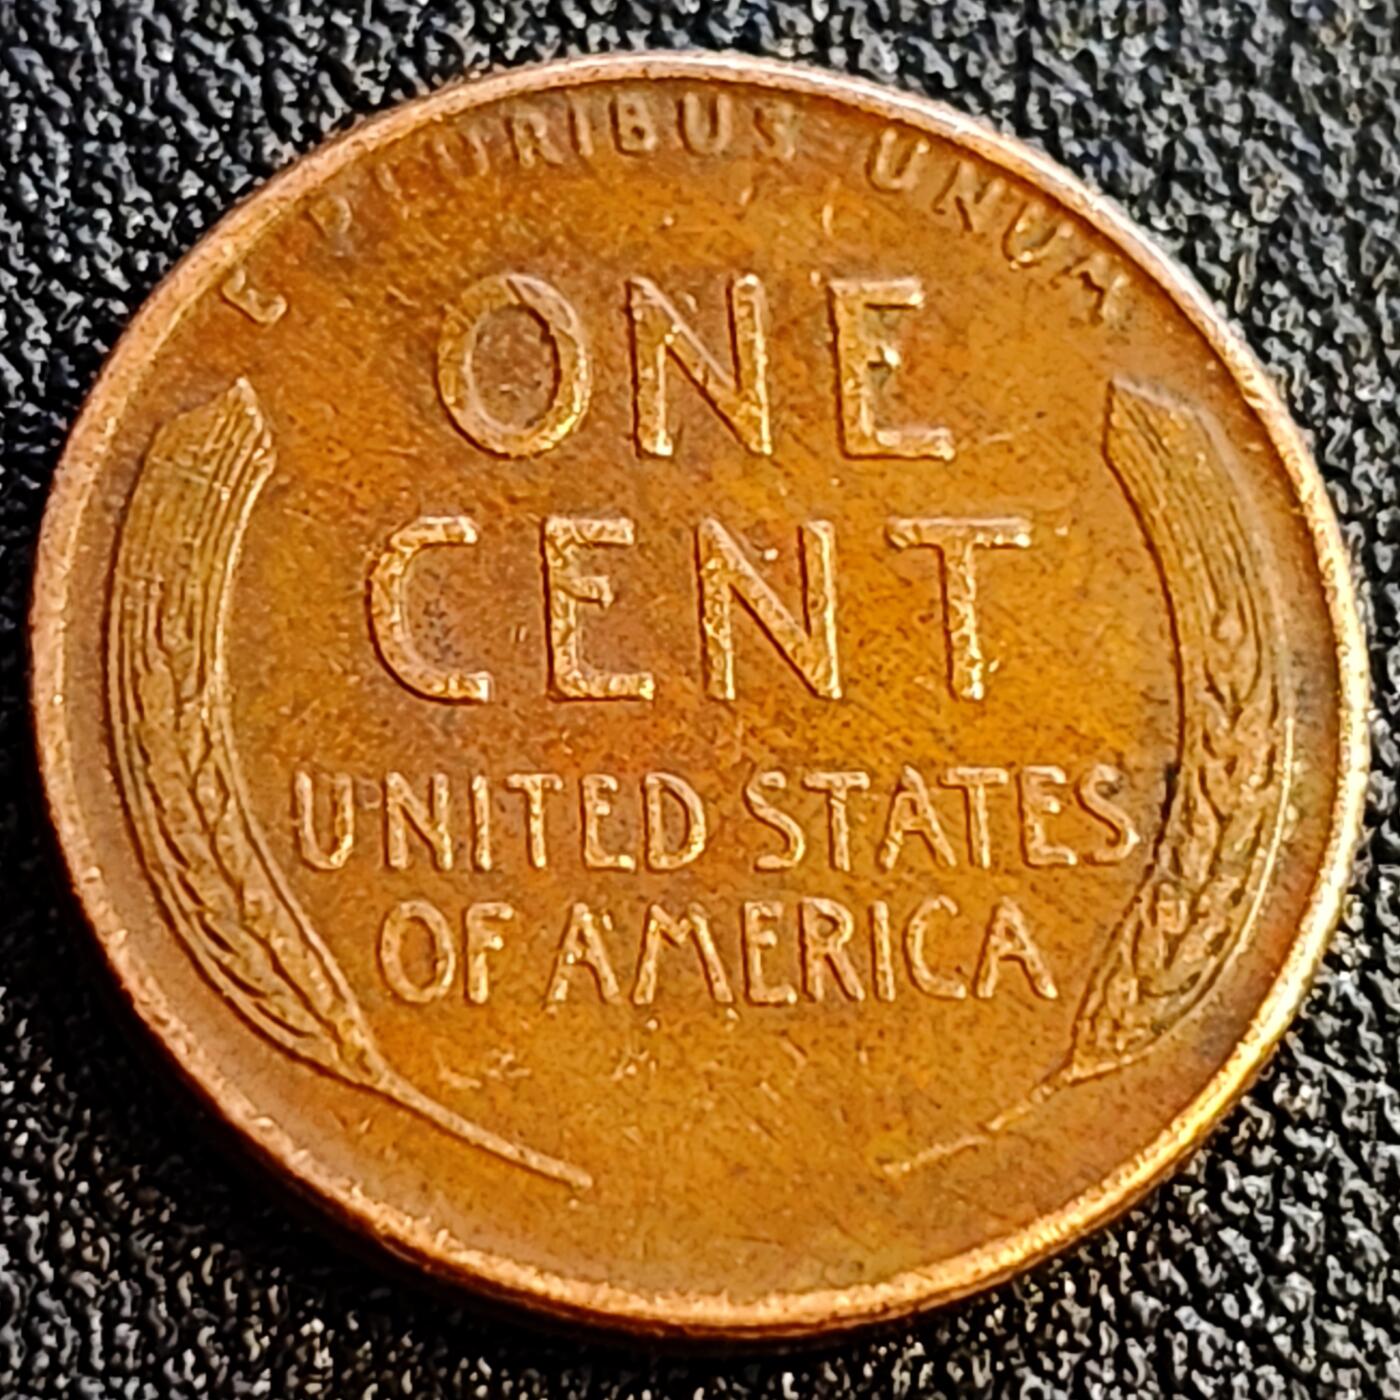 E PLURIBUS UNUM
ONE
CENT
UNITED STATES
OF AMERICA